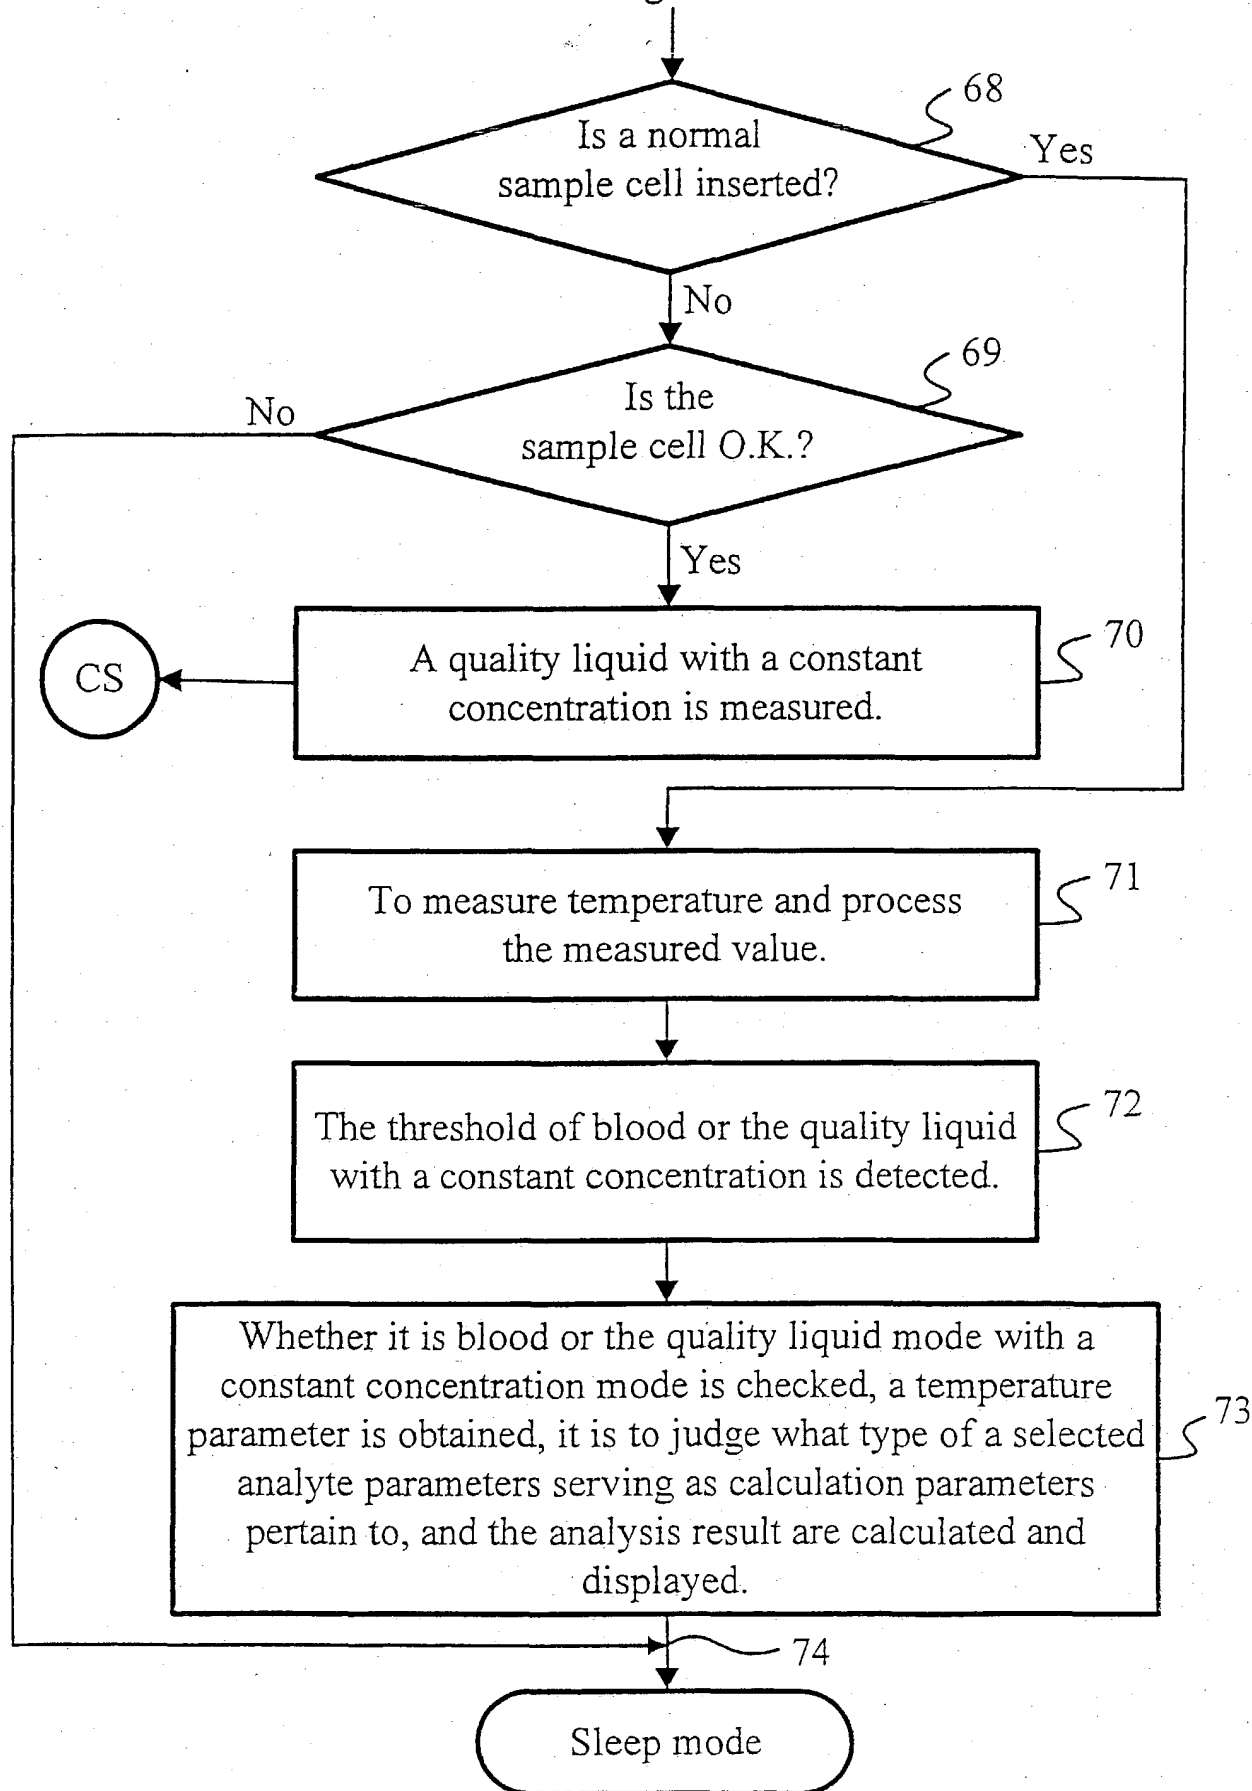 68
Is a normal
sample cell inserted?
Yes
No
69
Is the
sample cell O.K.?
No
Yes
70
A quality liquid with a constant
concentration is measured.
CS
71
To measure temperature and process
the measured value.
72
The threshold of blood or the quality liquid
with a constant concentration is detected.
Whether it is blood or the quality liquid mode with a
constant concentration mode is checked, a temperature
parameter is obtained, it is to judge what type of a selected
analyte parameters serving as calculation parameters
pertain to, and the analysis result are calculated and
displayed.
73
74
Sleep mode